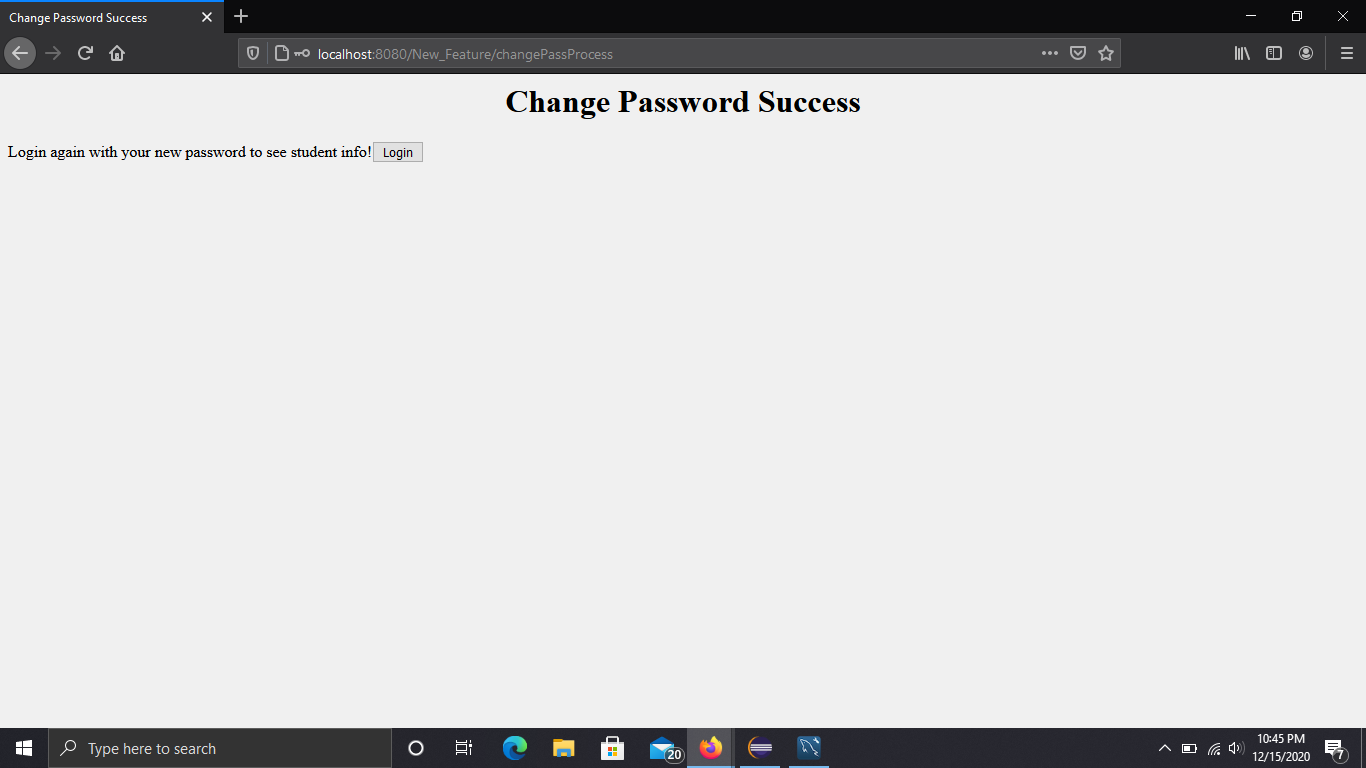 Change Password Success
localhost:8080/New_Feature/changePassProcess
Change Password Success
Login again with your new password to see student info! Login
Type here to search
20
10:45 PM
12/15/2020
7